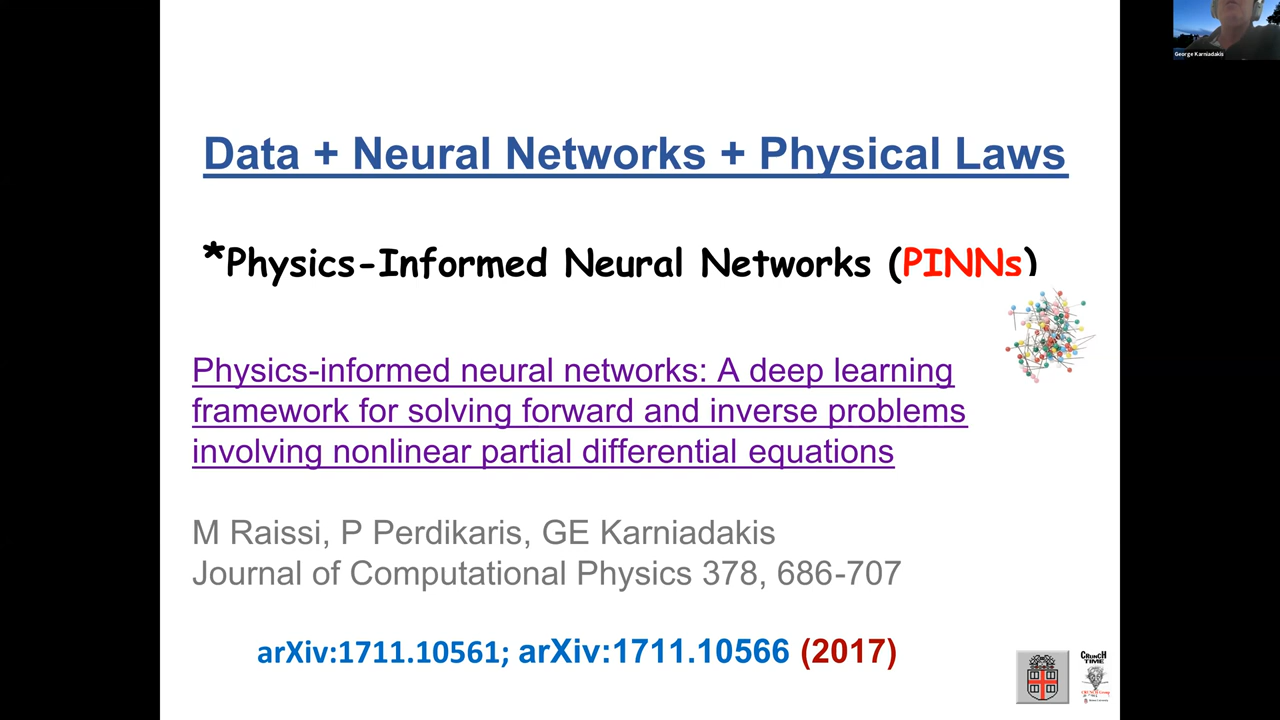 George Karniadakis
Data + Neural Networks + Physical Laws
*Physics-Informed Neural Networks (PINNs)
Physics-informed neural networks: A deep learning
framework for solving forward and inverse problems
involving nonlinear partial differential equations
M Raissi, P Perdikaris, GE Karniadakis
Journal of Computational Physics 378, 686-707
arXiv:1711.10561; arXiv:1711.10566 (2017)
CRUNCH
TIME